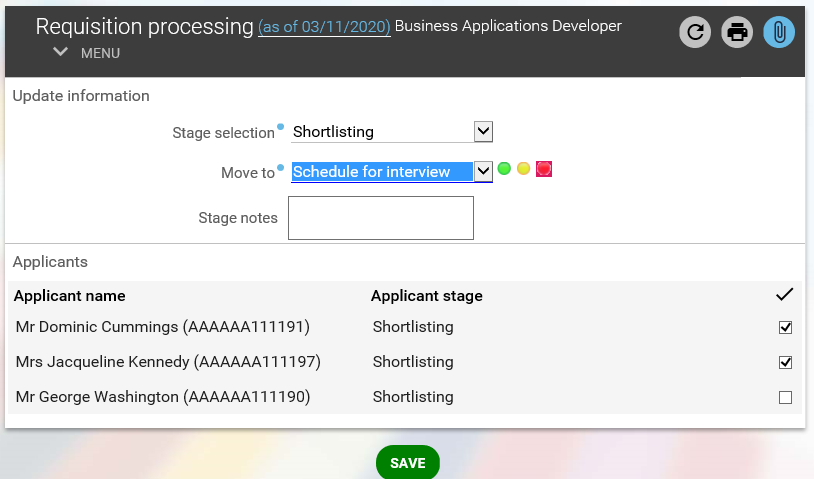 Requisition processing (as of 03/11/2020) Business Applications Developer
MENU
Update information
Stage selection Shortlisting
Move to Schedule for interview
Stage notes
Applicants
Applicant name Applicant stage
Mr Dominic Cummings (AAAAAA111191) Shortlisting
Mrs Jacqueline Kennedy (AAAAAA111197) Shortlisting
Mr George Washington (AAAAAA111190) Shortlisting
SAVE